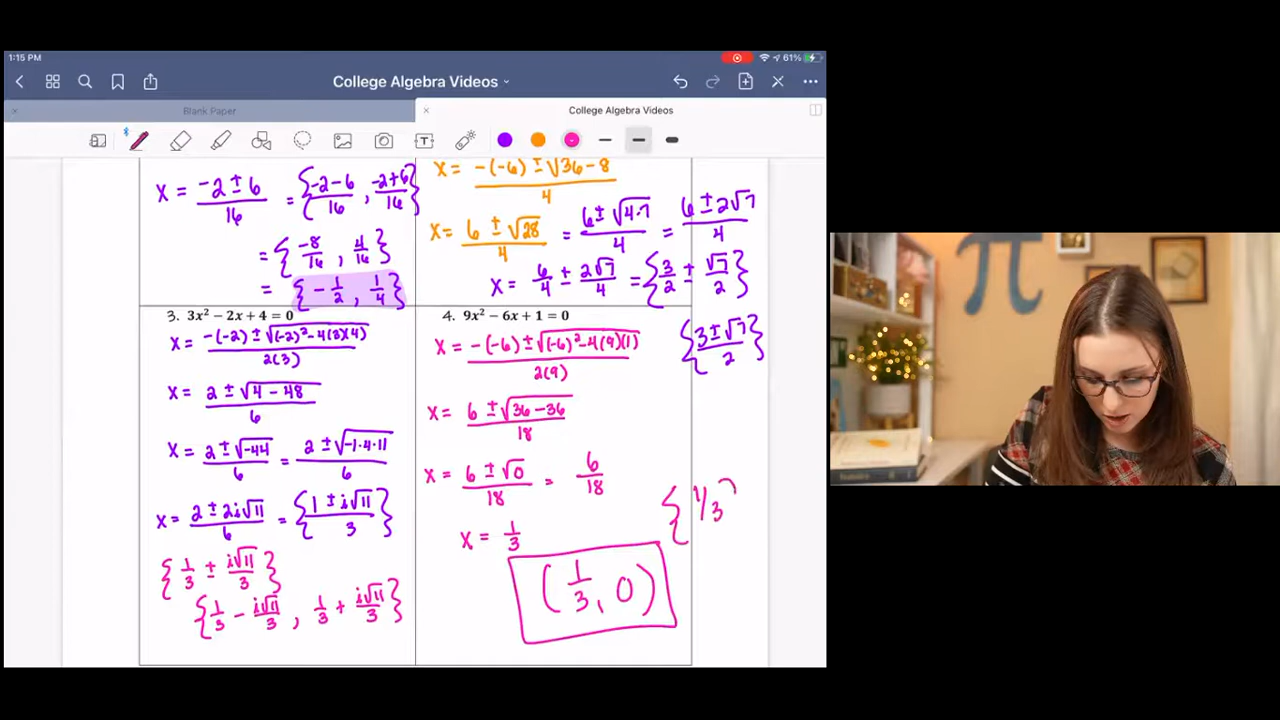 1:15 PM
61%
College Algebra Videos
Blank Paper
College Algebra Videos
x = -2 ± 6 / 16 = {-2-6 / 16, -2+6 / 16}
= {-8/16, 4/16}
= {-1/2, 1/4}
x = -(-6) ± √36-8 / 4
x = 6 ± √28 / 4 = 6 ± √4·7 / 4 = 6 ± 2√7 / 4
x = 6/4 ± 2√7/4 = {3/2 ± √7/2}
{3 ± √7 / 2}
3. 3x² − 2x + 4 = 0
x = -(-2) ± √(-2)²-4(3)(4) / 2(3)
x = 2 ± √4-48 / 6
x = 2 ± √-44 / 6 = 2 ± √-1·4·11 / 6
x = 2 ± 2i√11 / 6 = {1 ± i√11 / 3}
{1/3 ± i√11/3}
{1/3 - i√11/3, 1/3 + i√11/3}
4. 9x² − 6x + 1 = 0
x = -(-6) ± √(-6)²-4(9)(1) / 2(9)
x = 6 ± √36-36 / 18
x = 6 ± √0 / 18 = 6/18
x = 1/3
{1/3
(1/3, 0)